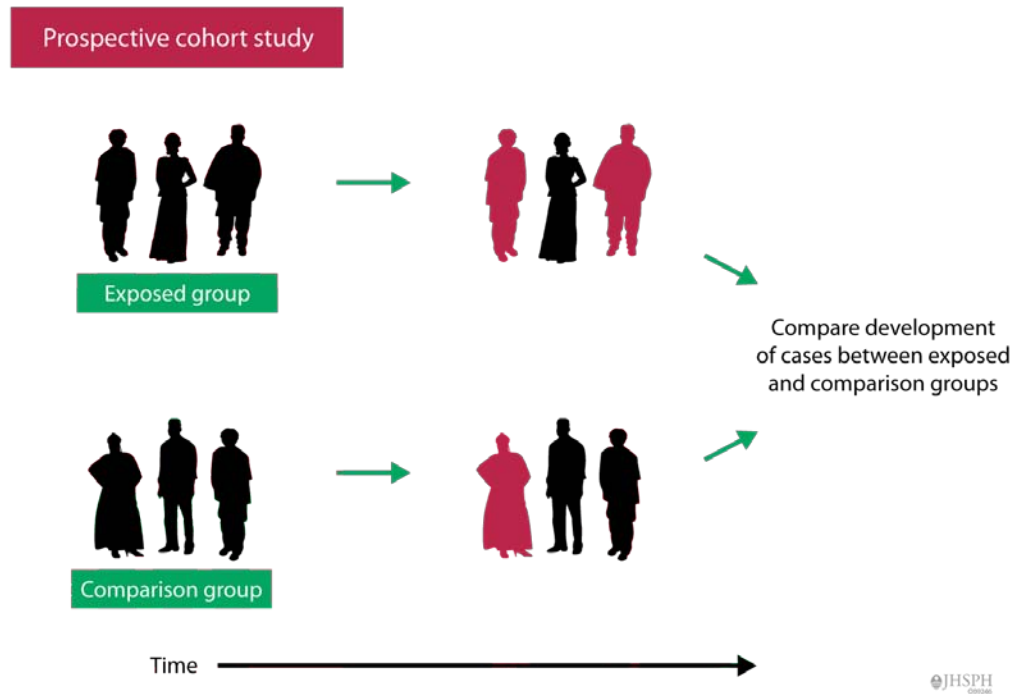 Prospective cohort study
Exposed group
Compare development
of cases between exposed
and comparison groups
Comparison group
Time
JHSPH